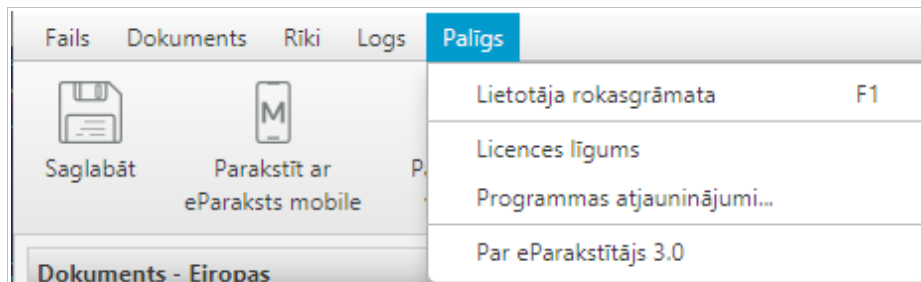 Fails Dokuments Rīki Logs Palīgs
Lietotāja rokasgrāmata F1
Licences līgums
Programmas atjauninājumi...
Par eParakstītājs 3.0
M
Saglabāt
Parakstīt ar
eParaksts mobile
Dokuments - Eiropas